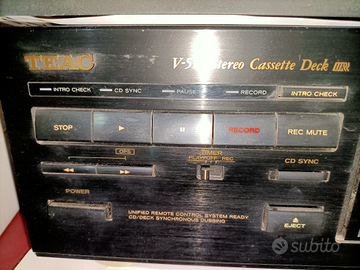 TEAC
Stereo Cassette Deck
INTRO CHECK
CD SYNC
PAUSE
RECORD
INTRO CHECK
STOP
RECORD
REC MUTE
CPS
TIMER
PLAY OFF REC
CD SYNC
POWER
UNIFIED REMOTE CONTROL SYSTEM READY
CD/DECK SYNCHRONOUS DUBBING
EJECT
subito